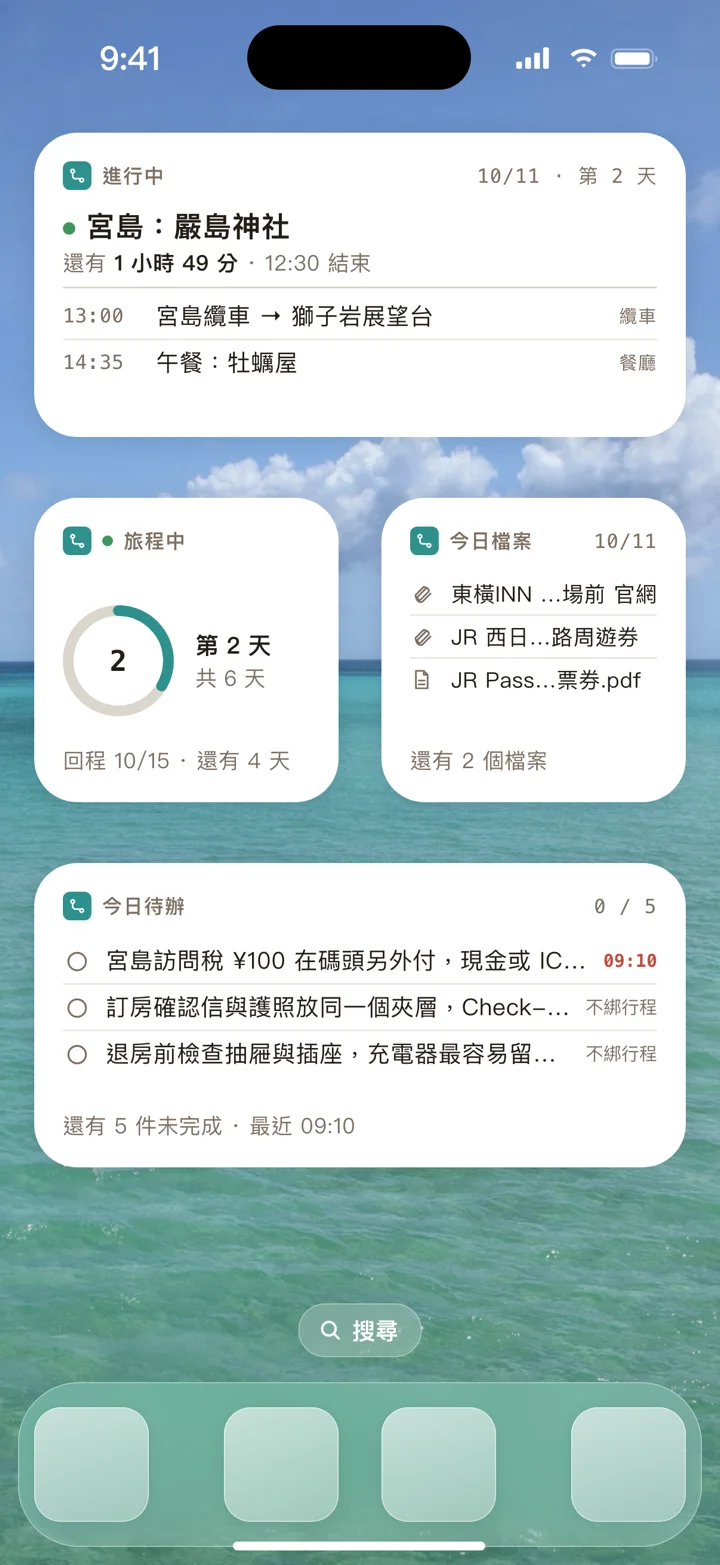 9:41
進行中 10/11 · 第 2 天
宮島：嚴島神社
還有 1 小時 49 分 · 12:30 結束
13:00 宮島纜車 → 獅子岩展望台 纜車
14:35 午餐：牡蠣屋 餐廳
旅程中
2
第 2 天
共 6 天
回程 10/15 · 還有 4 天
今日檔案 10/11
東橫INN …場前 官網
JR 西日…路周遊券
JR Pass…票券.pdf
還有 2 個檔案
今日待辦 0 / 5
宮島訪問稅 ¥100 在碼頭另外付，現金或 IC… 09:10
訂房確認信與護照放同一個夾層，Check-… 不綁行程
退房前檢查抽屜與插座，充電器最容易留… 不綁行程
還有 5 件未完成 · 最近 09:10
搜尋